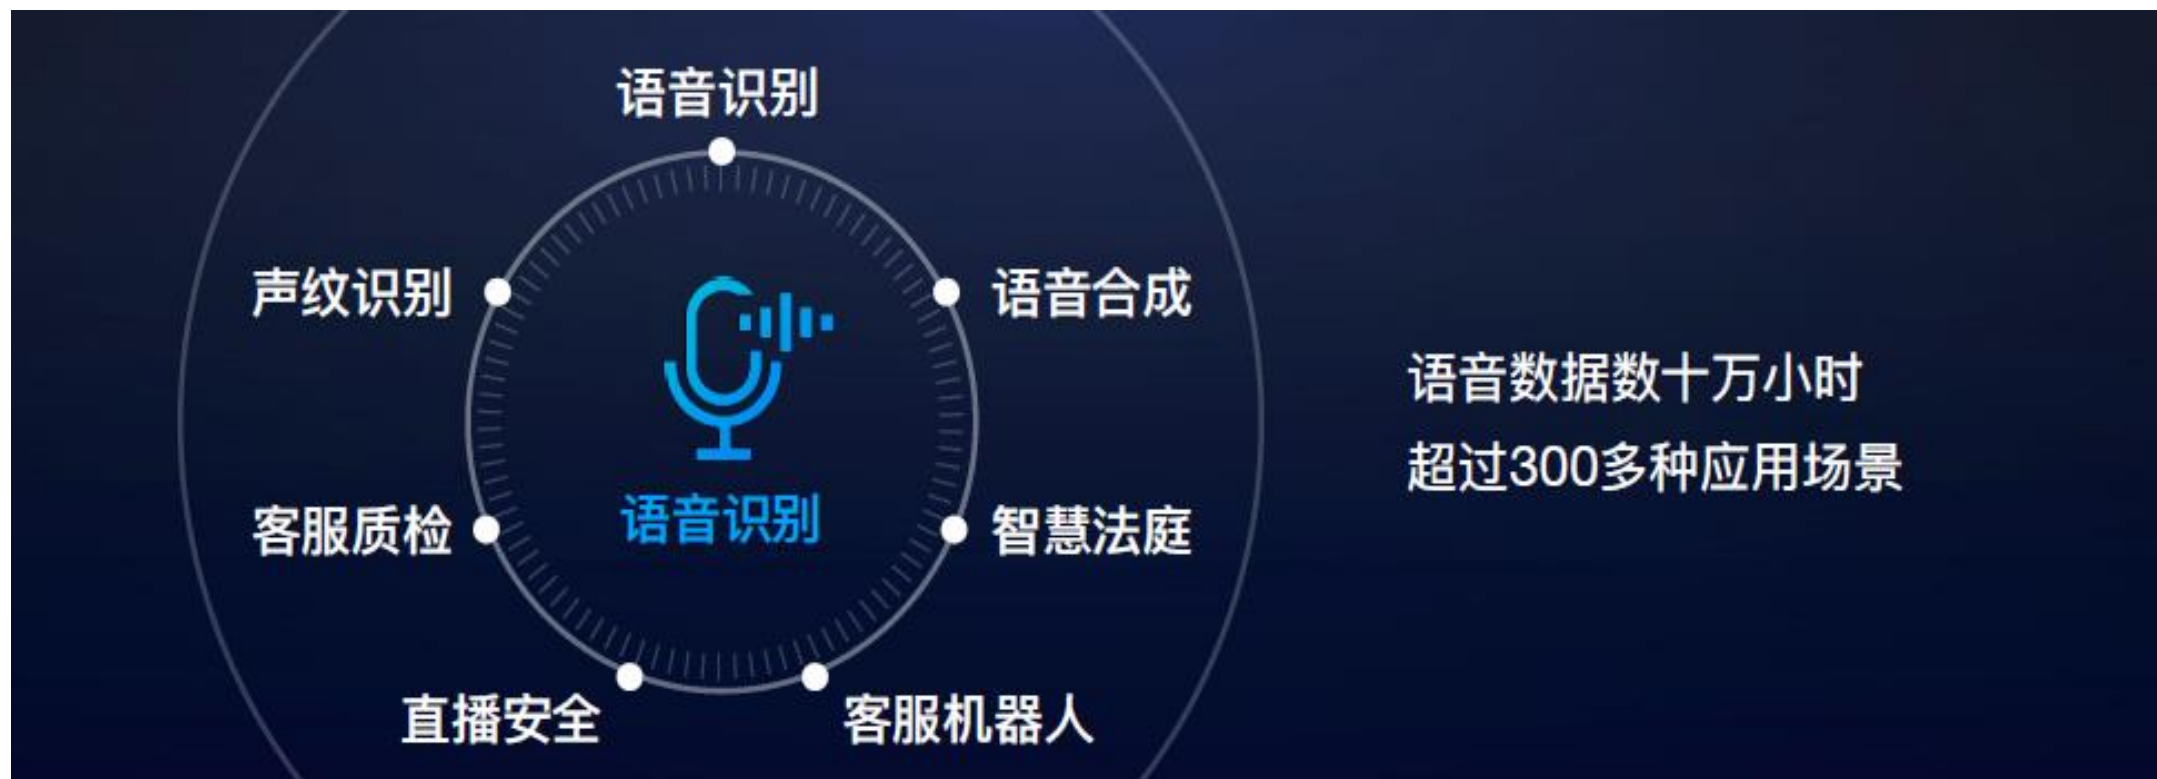 语音识别
声纹识别
语音合成
语音数据数十万小时
超过300多种应用场景
语音识别
客服质检
智慧法庭
直播安全
客服机器人